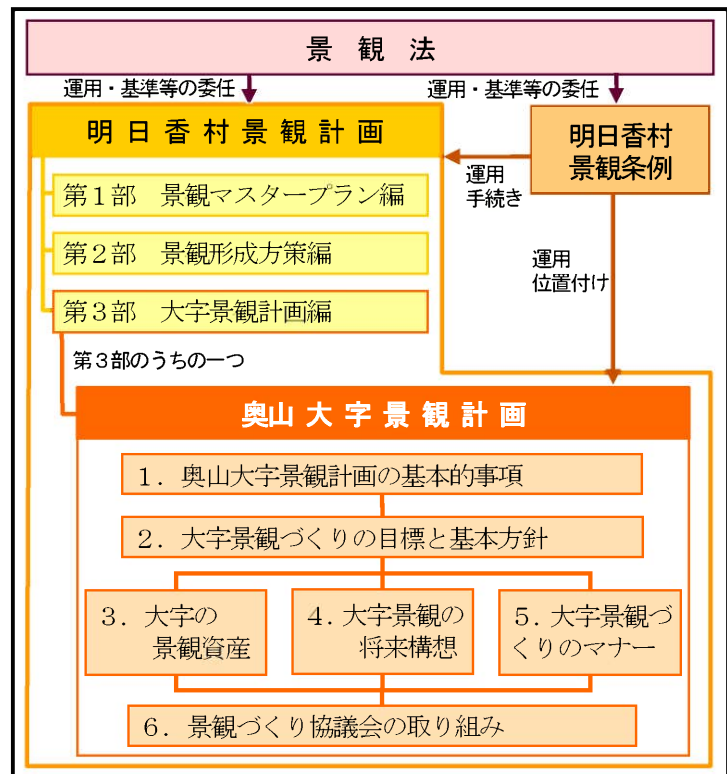 景観法
運用・基準等の委任
運用・基準等の委任
明日香村景観計画
明日香村
景観条例
運用
手続き
第1部 景観マスタープラン編
第2部 景観形成方策編
運用
位置付け
第3部 大字景観計画編
第3部のうちの一つ
奥山大字景観計画
1.奥山大字景観計画の基本的事項
2.大字景観づくりの目標と基本方針
3.大字の
景観資産
4.大字景観の
将来構想
5.大字景観づ
くりのマナー
6.景観づくり協議会の取り組み